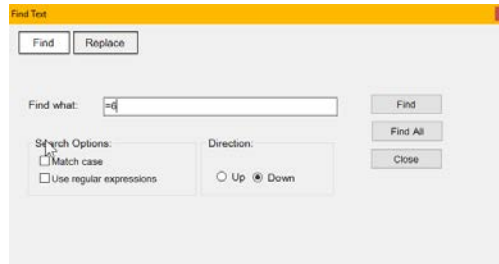 Find Text
Find Replace
Find what: =6 Find
Find All
Search Options: Direction: Close
Match case
Use regular expressions Up Down